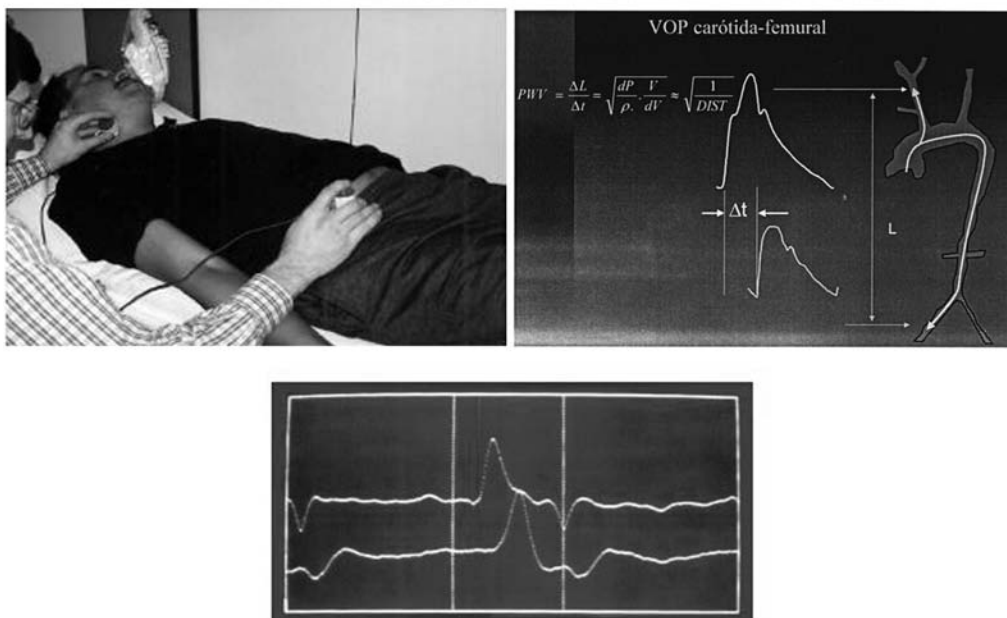 VOP carótida-femural
PWV = ΔL/Δt = √(dP/ρ. · V/dV) ≈ √(1/DIST)
Δt
L